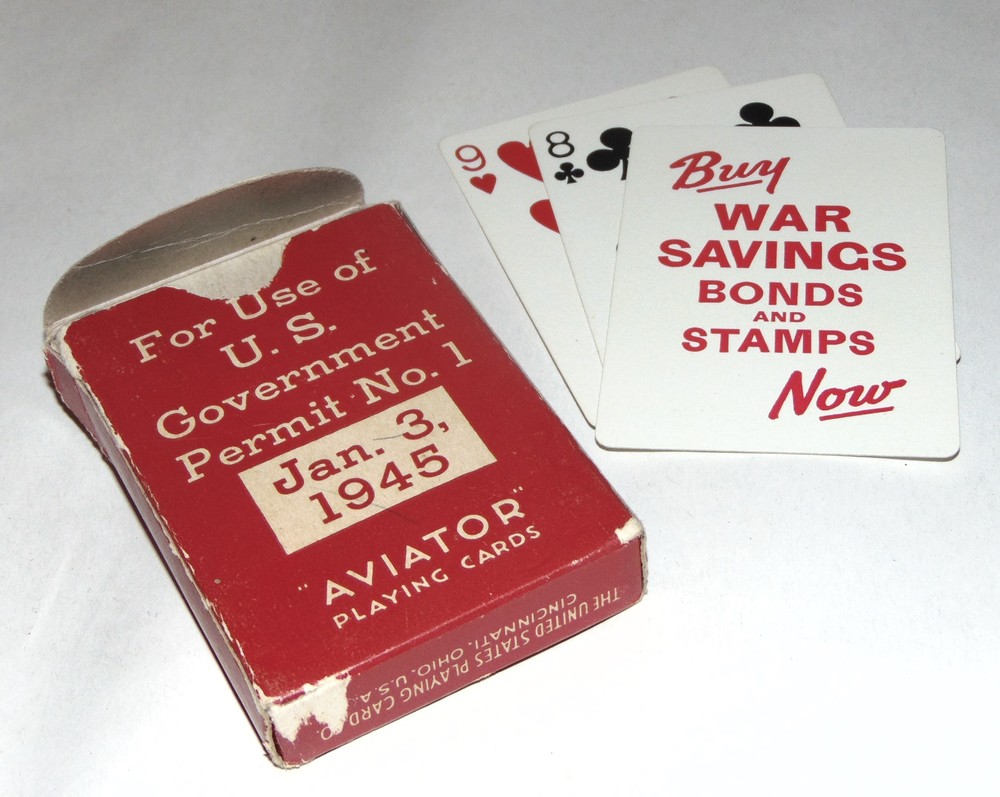 For Use of
U. S.
Government
Permit No. 1
Jan. 3,
1945
"AVIATOR"
PLAYING CARDS
THE UNITED STATES PLAYING CARD CO.
CINCINNATI, OHIO, U.S.A.
9
8
Buy
WAR
SAVINGS
BONDS
AND
STAMPS
Now